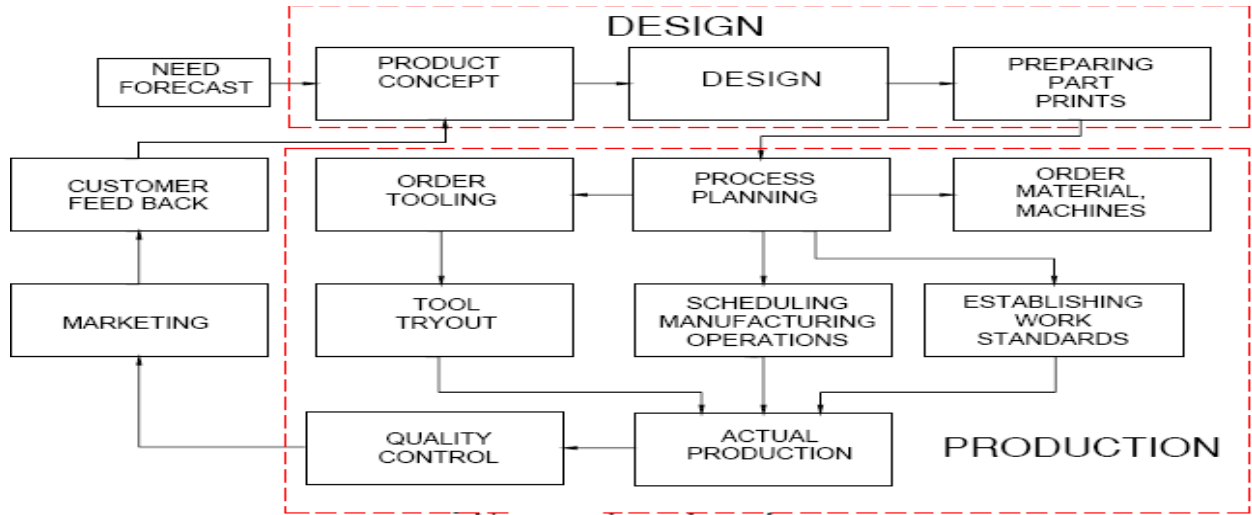 DESIGN
NEED
FORECAST
PRODUCT
CONCEPT
DESIGN
PREPARING
PART
PRINTS
CUSTOMER
FEED BACK
ORDER
TOOLING
PROCESS
PLANNING
ORDER
MATERIAL,
MACHINES
MARKETING
TOOL
TRYOUT
SCHEDULING
MANUFACTURING
OPERATIONS
ESTABLISHING
WORK
STANDARDS
QUALITY
CONTROL
ACTUAL
PRODUCTION
PRODUCTION